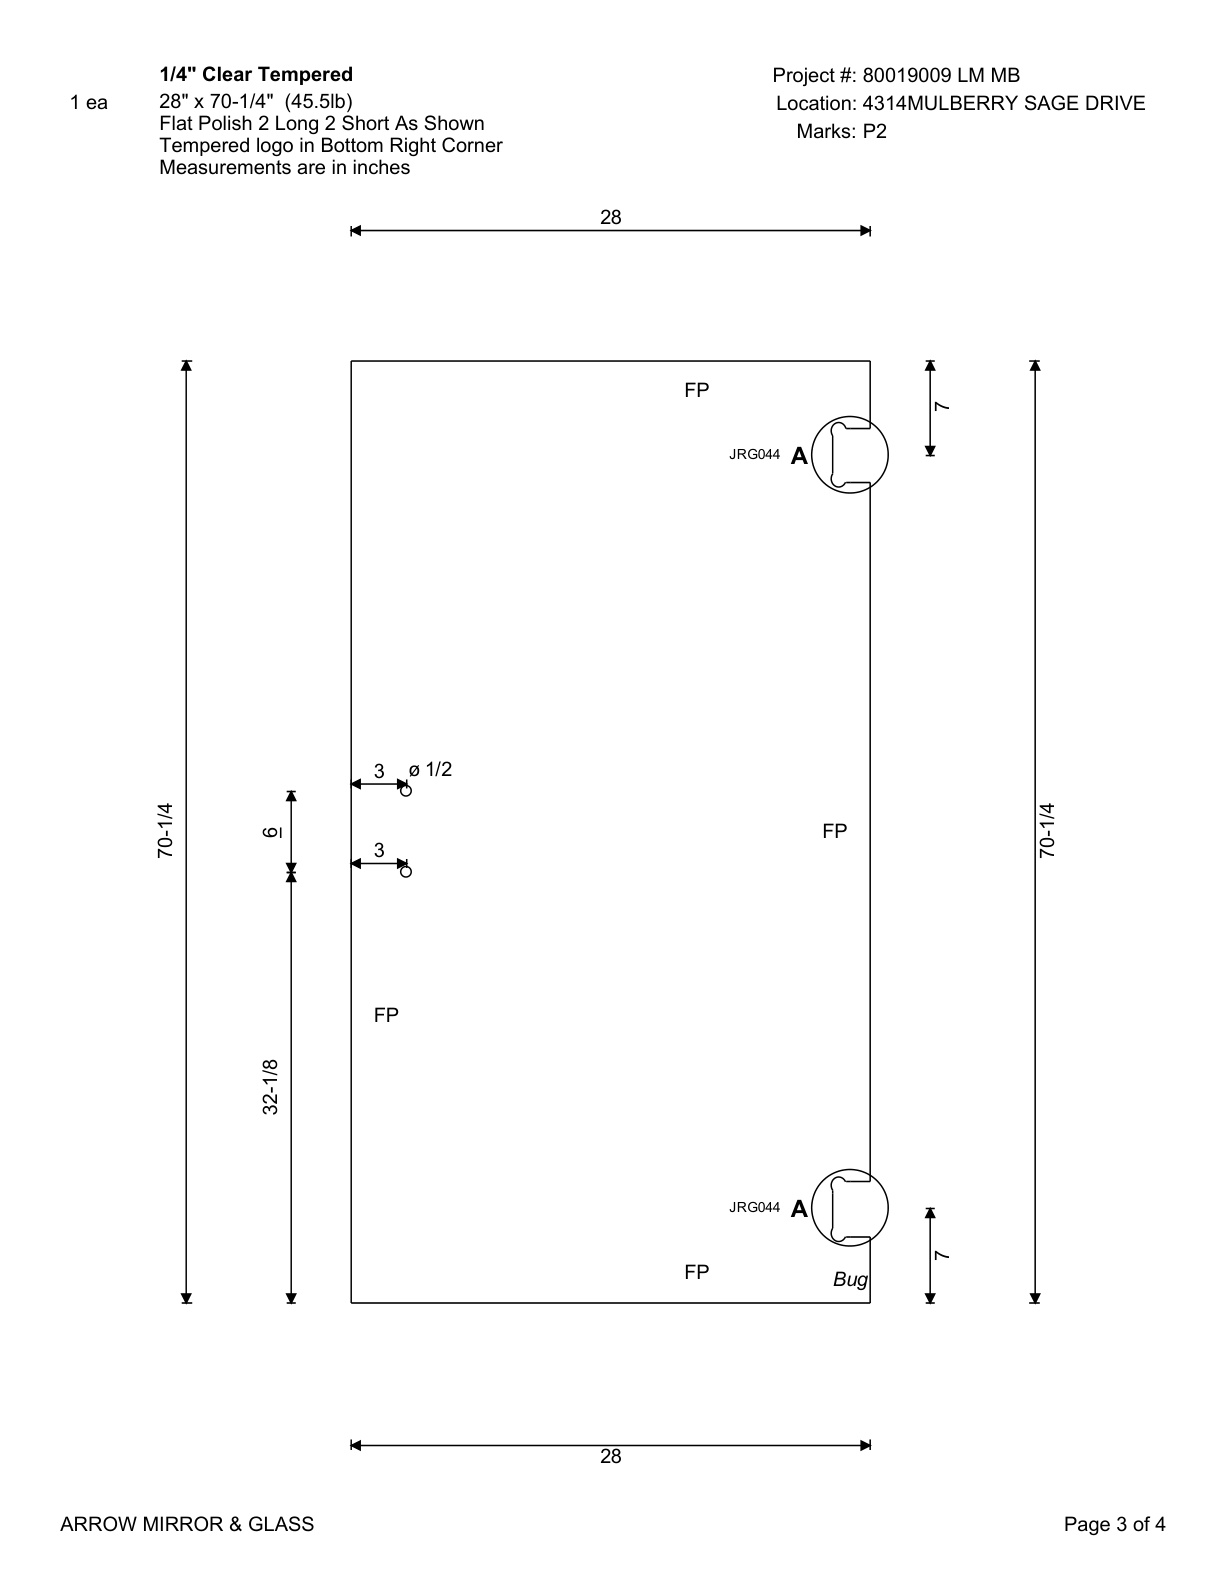 1/4" Clear Tempered
Project #: 80019009 LM MB
1 ea
28" x 70-1/4" (45.5lb)
Location: 4314MULBERRY SAGE DRIVE
Flat Polish 2 Long 2 Short As Shown
Marks: P2
Tempered logo in Bottom Right Corner
Measurements are in inches
28
FP
7
JRG044 A
3
ø 1/2
70-1/4
6
FP
70-1/4
3
FP
32-1/8
JRG044 A
7
FP
Bug
28
ARROW MIRROR & GLASS
Page 3 of 4